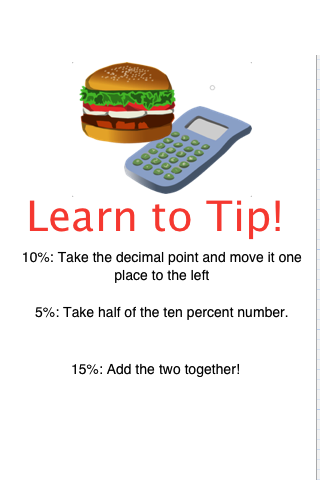 Learn to Tip!
10%: Take the decimal point and move it one
place to the left
5%: Take half of the ten percent number.
15%: Add the two together!